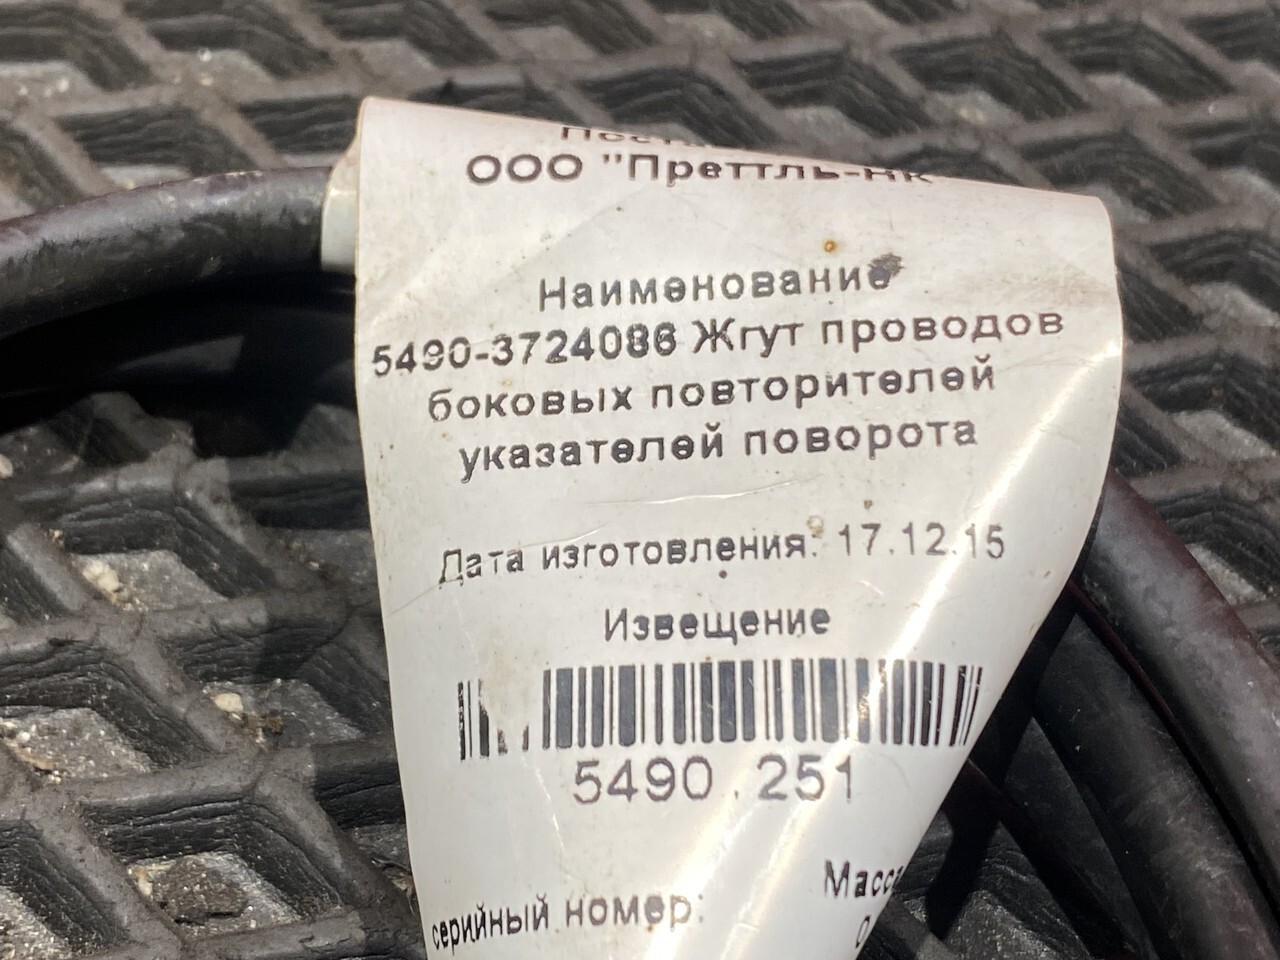 ООО "Преттль-НК
Наименование
5490-3724086 Жгут проводов
боковых повторителей
указателей поворота
Дата изготовления: 17.12.15
Извещение
5490.251
Масса
серийный номер: